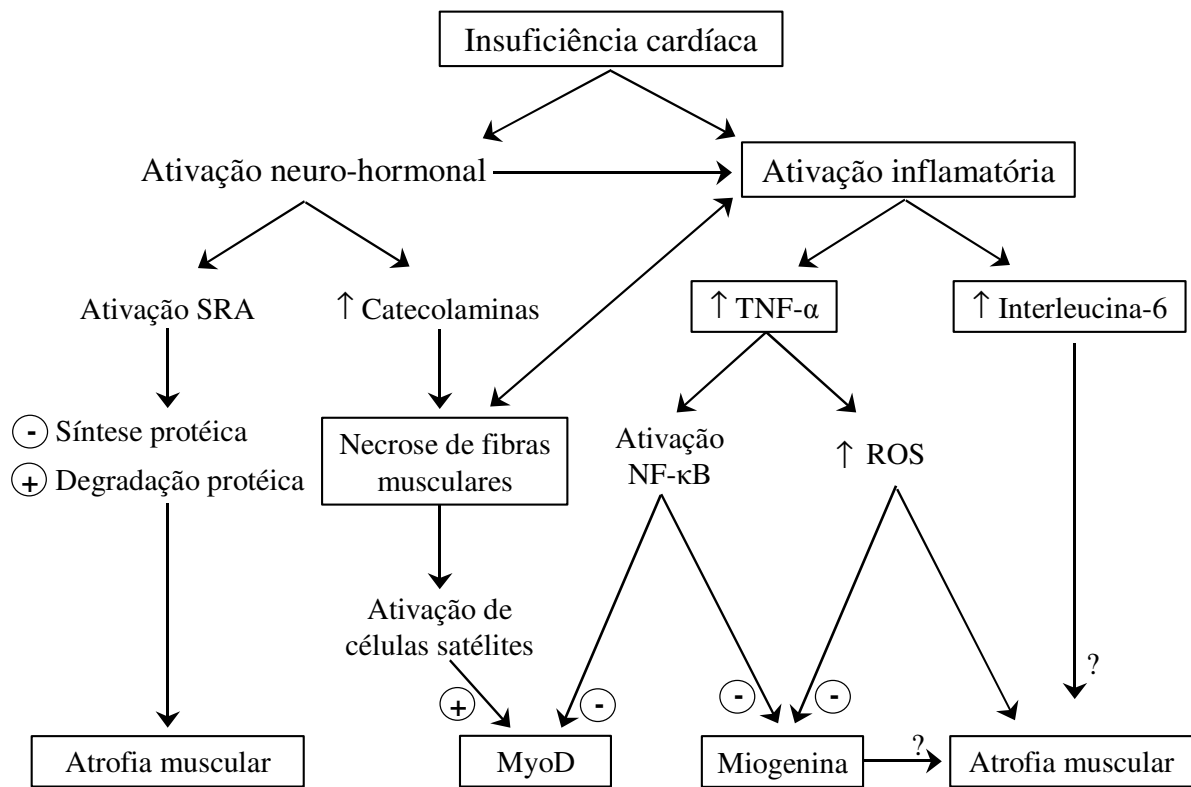 Insuficiência cardíaca
Ativação neuro-hormonal
Ativação inflamatória
Ativação SRA
↑ Catecolaminas
↑ TNF-α
↑ Interleucina-6
- Síntese protéica
+ Degradação protéica
Necrose de fibras
musculares
Ativação
NF-κB
↑ ROS
Ativação de
células satélites
?
+
-
-
-
?
Atrofia muscular
MyoD
Miogenina
Atrofia muscular